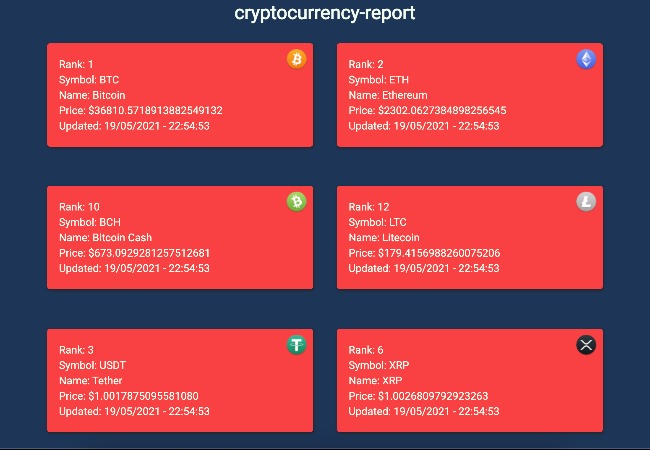 cryptocurrency-report
Rank: 1
Symbol: BTC
Name: Bitcoin
Price: $36810.5718913882549132
Updated: 19/05/2021 - 22:54:53
Rank: 2
Symbol: ETH
Name: Ethereum
Price: $2302.0627384898256545
Updated: 19/05/2021 - 22:54:53
Rank: 10
Symbol: BCH
Name: Bitcoin Cash
Price: $673.0929281257512681
Updated: 19/05/2021 - 22:54:53
Rank: 12
Symbol: LTC
Name: Litecoin
Price: $179.4156988260075206
Updated: 19/05/2021 - 22:54:53
Rank: 3
Symbol: USDT
Name: Tether
Price: $1.0017875095581080
Updated: 19/05/2021 - 22:54:53
Rank: 6
Symbol: XRP
Name: XRP
Price: $1.0026809792923263
Updated: 19/05/2021 - 22:54:53